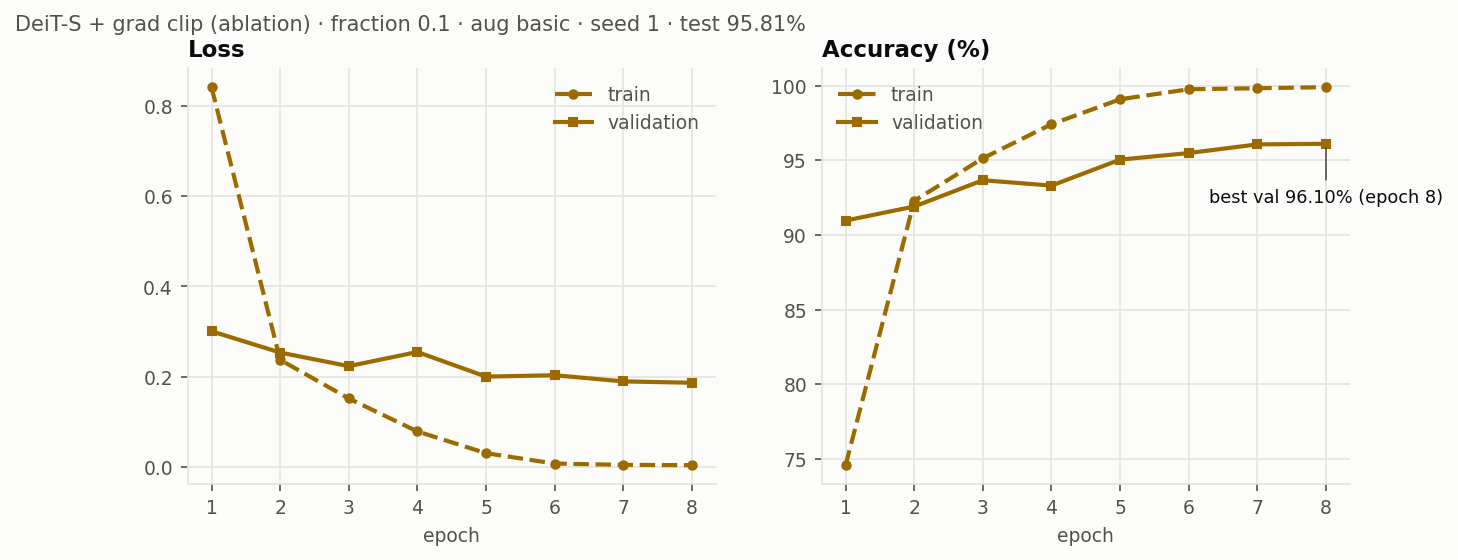 DeiT-S + grad clip (ablation) · fraction 0.1 · aug basic · seed 1 · test 95.81%
Loss
train
validation
0.8
0.6
0.4
0.2
0.0
1 2 3 4 5 6 7 8
epoch
Accuracy (%)
train
validation
best val 96.10% (epoch 8)
100
95
90
85
80
75
1 2 3 4 5 6 7 8
epoch